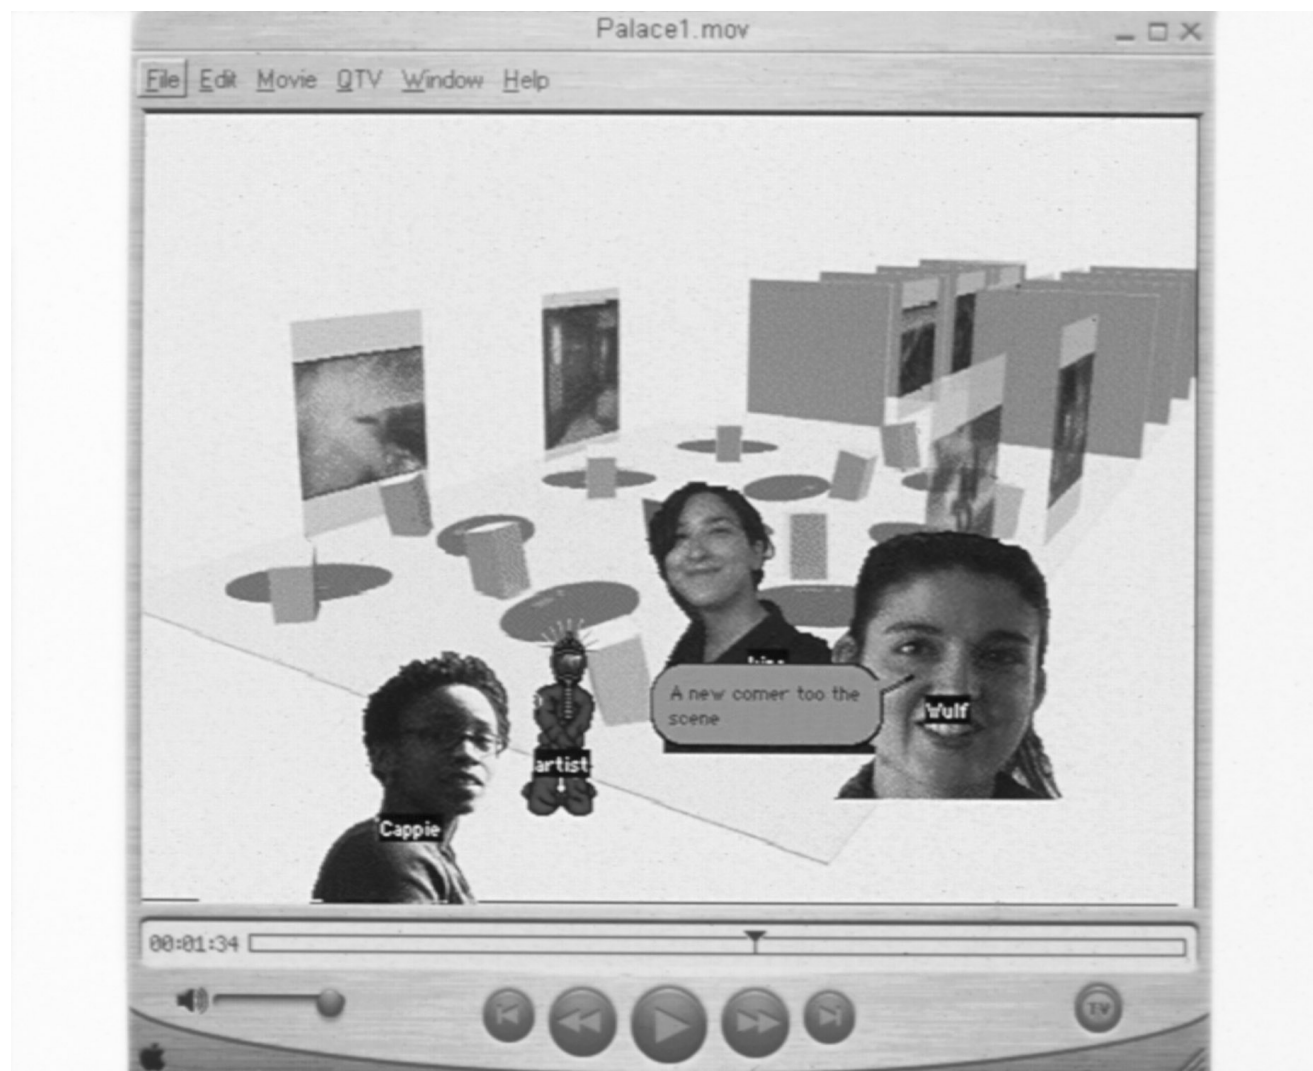 Palace1.mov
File Edit Movie QTV Window Help
A new comer too the
scene
Wulf
artist
Cappie
00:01:34
TV